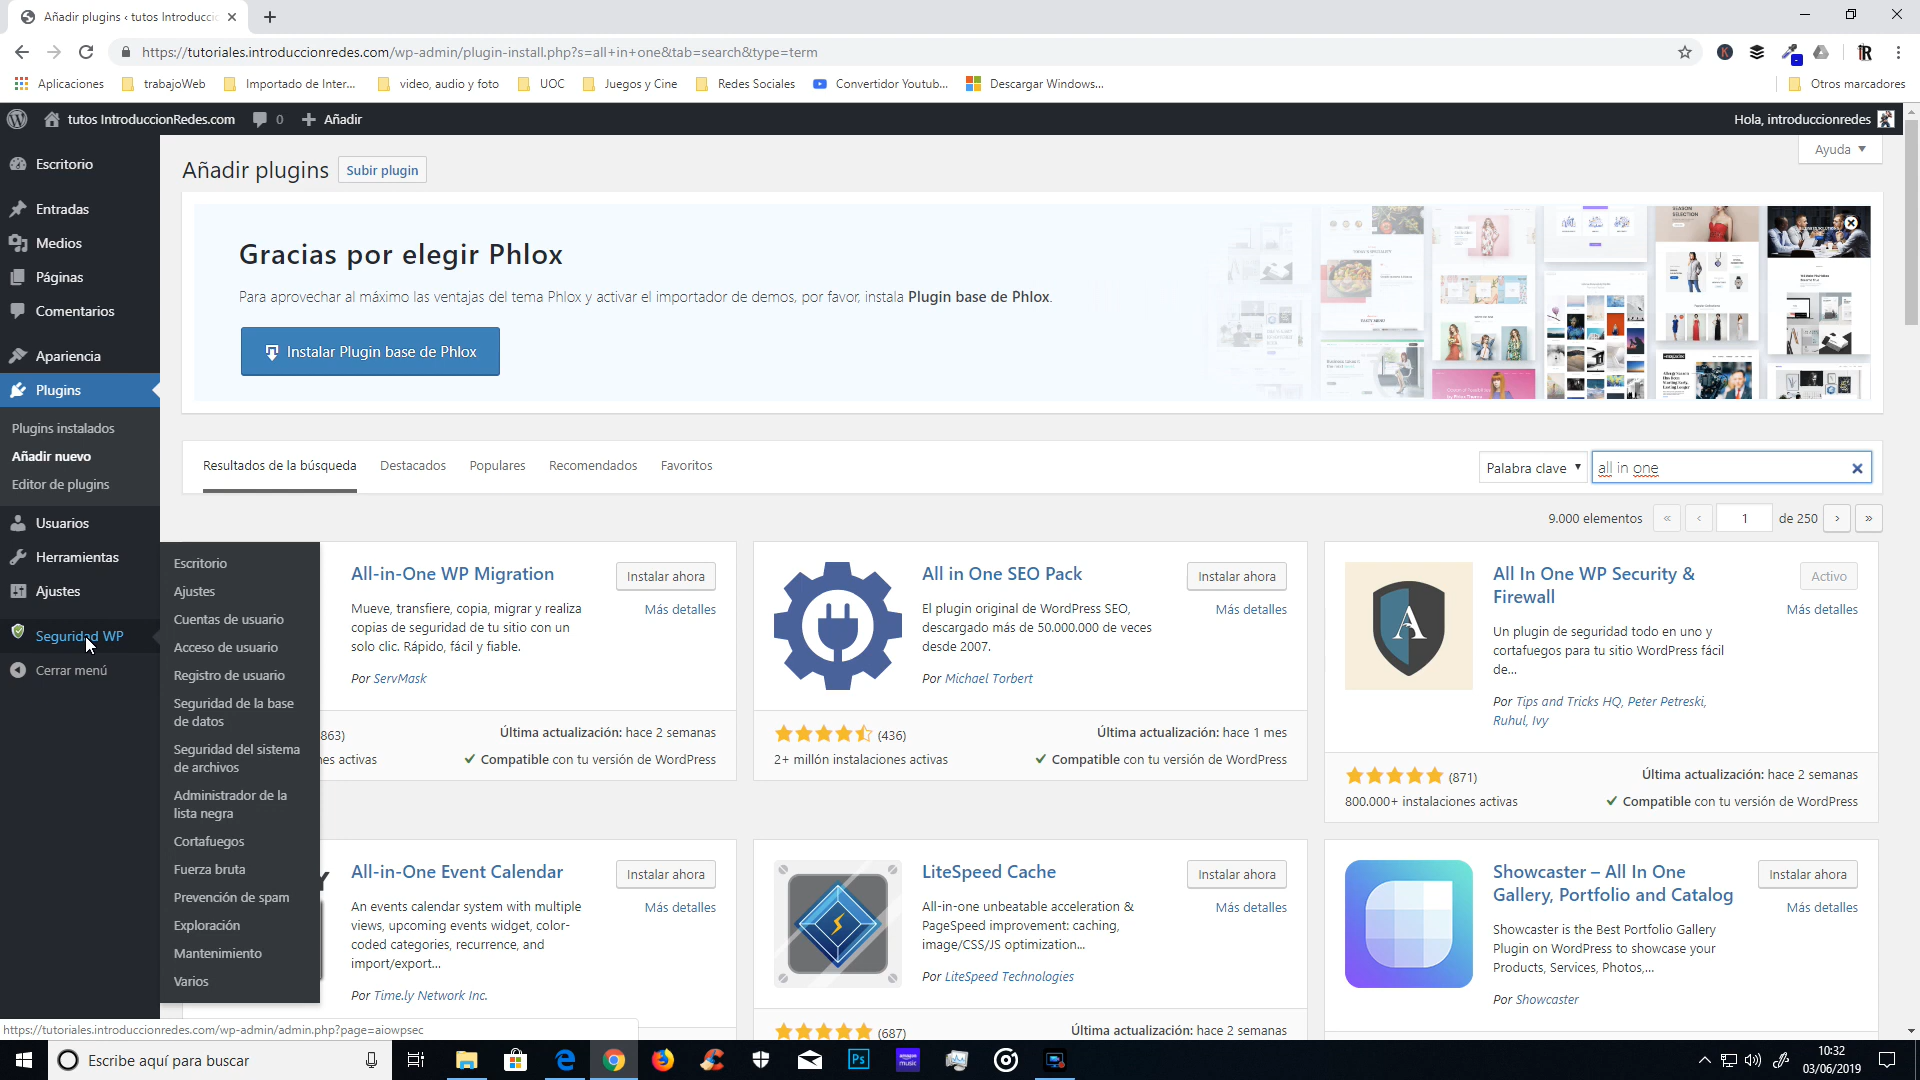 Añadir plugins ‹ tutos Introducció
https://tutoriales.introduccionredes.com/wp-admin/plugin-install.php?s=all+in+one&tab=search&type=term
Aplicaciones
trabajoWeb
Importado de Inter...
video, audio y foto
UOC
Juegos y Cine
Redes Sociales
Convertidor Youtub...
Descargar Windows...
Otros marcadores
tutos IntroduccionRedes.com
0
Añadir
Hola, introduccionredes
Ayuda
Escritorio
Entradas
Medios
Páginas
Comentarios
Apariencia
Plugins
Plugins instalados
Añadir nuevo
Editor de plugins
Usuarios
Herramientas
Ajustes
Seguridad WP
Cerrar menú
Escritorio
Ajustes
Cuentas de usuario
Acceso de usuario
Registro de usuario
Seguridad de la base
de datos
Seguridad del sistema
de archivos
Administrador de la
lista negra
Cortafuegos
Fuerza bruta
Prevención de spam
Exploración
Mantenimiento
Varios
Añadir plugins
Subir plugin
Gracias por elegir Phlox
Para aprovechar al máximo las ventajas del tema Phlox y activar el importador de demos, por favor, instala Plugin base de Phlox.
Instalar Plugin base de Phlox
SEASON
SELECTION
Resultados de la búsqueda
Destacados
Populares
Recomendados
Favoritos
Palabra clave
all in one
9.000 elementos
«
‹
1
de 250
›
»
All-in-One WP Migration
Instalar ahora
Más detalles
Mueve, transfiere, copia, migrar y realiza
copias de seguridad de tu sitio con un
solo clic. Rápido, fácil y fiable.
Por ServMask
863)
Última actualización: hace 2 semanas
nes activas
Compatible con tu versión de WordPress
All in One SEO Pack
Instalar ahora
Más detalles
El plugin original de WordPress SEO,
descargado más de 50.000.000 de veces
desde 2007.
Por Michael Torbert
(436)
Última actualización: hace 1 mes
2+ millón instalaciones activas
Compatible con tu versión de WordPress
A
All In One WP Security &
Firewall
Activo
Más detalles
Un plugin de seguridad todo en uno y
cortafuegos para tu sitio WordPress fácil
de...
Por Tips and Tricks HQ, Peter Petreski,
Ruhul, Ivy
(871)
Última actualización: hace 2 semanas
800.000+ instalaciones activas
Compatible con tu versión de WordPress
All-in-One Event Calendar
Instalar ahora
Más detalles
An events calendar system with multiple
views, upcoming events widget, color-
coded categories, recurrence, and
import/export...
Por Time.ly Network Inc.
LiteSpeed Cache
Instalar ahora
Más detalles
All-in-one unbeatable acceleration &
PageSpeed improvement: caching,
image/CSS/JS optimization...
Por LiteSpeed Technologies
(687)
Última actualización: hace 2 semanas
Showcaster – All In One
Gallery, Portfolio and Catalog
Instalar ahora
Más detalles
Showcaster is the Best Portfolio Gallery
Plugin on WordPress to showcase your
Products, Services, Photos,...
Por Showcaster
https://tutoriales.introduccionredes.com/wp-admin/admin.php?page=aiowpsec
Escribe aquí para buscar
Ps
10:32
03/06/2019